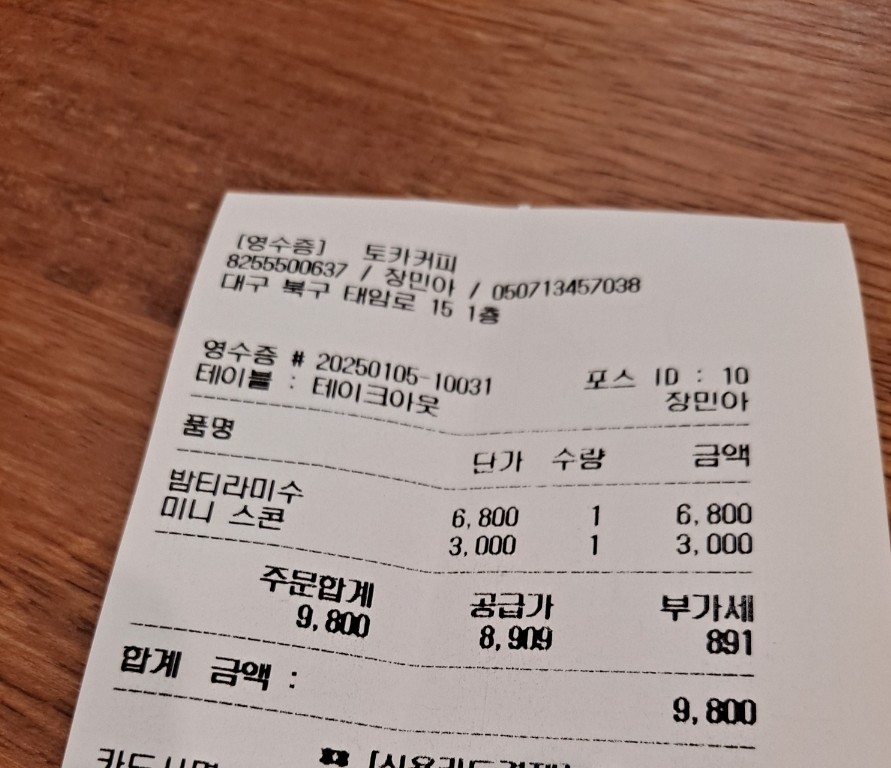 [영수증] 토카커피
8255500637 / 장민아 / 050713457038
대구 북구 태암로 15 1층
영수증 # 20250105-10031 포스 ID : 10
테이블 : 테이크아웃 장민아
품명 단가 수량 금액
밤티라미수 6,800 1 6,800
미니 스콘 3,000 1 3,000
주문합계 공급가 부가세
9,800 8,909 891
합계 금액 : 9,800